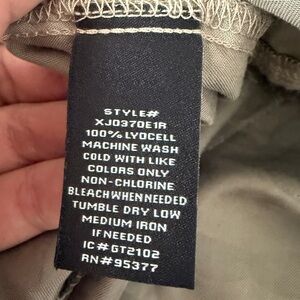 STYLE#
XJ0370E1R
100% LYOCELL
MACHINE WASH
COLD WITH LIKE
COLORS ONLY
NON-CHLORINE
BLEACH WHEN NEEDED
TUMBLE DRY LOW
MEDIUM IRON
IF NEEDED
IC# GT2102
RN# 95377